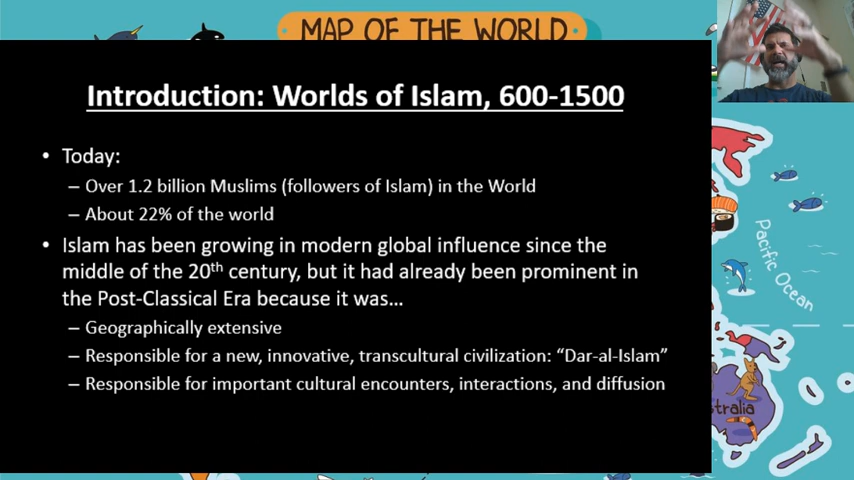 MAP OF THE WORLD
Introduction: Worlds of Islam, 600-1500
• Today:
– Over 1.2 billion Muslims (followers of Islam) in the World
– About 22% of the world
• Islam has been growing in modern global influence since the
middle of the 20th century, but it had already been prominent in
the Post-Classical Era because it was…
– Geographically extensive
– Responsible for a new, innovative, transcultural civilization: “Dar-al-Islam”
– Responsible for important cultural encounters, interactions, and diffusion
Pacific Ocean
tralia